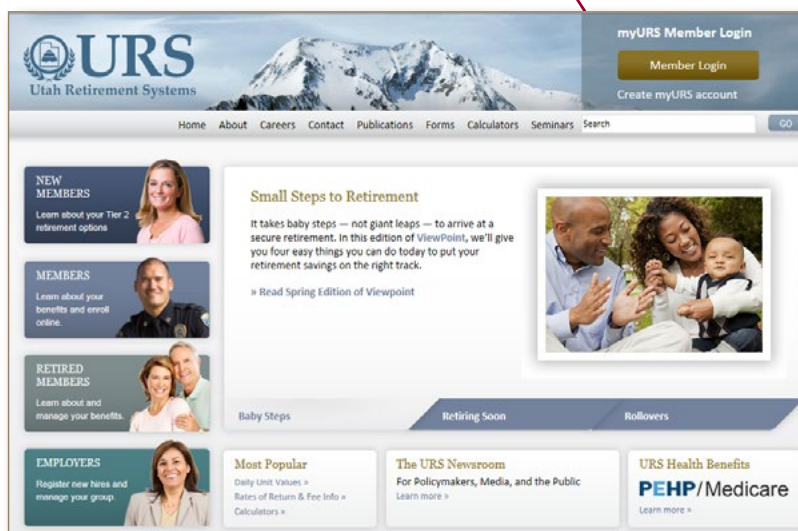 URS
Utah Retirement Systems
myURS Member Login
Member Login
Create myURS account
Home About Careers Contact Publications Forms Calculators Seminars Search GO
NEW
MEMBERS
Learn about your Tier 2
retirement options
MEMBERS
Learn about your
benefits and enroll
online.
RETIRED
MEMBERS
Learn about and
manage your benefits.
EMPLOYERS
Register new hires and
manage your group.
Small Steps to Retirement
It takes baby steps — not giant leaps — to arrive at a
secure retirement. In this edition of ViewPoint, we'll give
you four easy things you can do today to put your
retirement savings on the right track.
» Read Spring Edition of Viewpoint
Baby Steps Retiring Soon Rollovers
Most Popular
Daily Unit Values »
Rates of Return & Fee Info »
Calculators »
The URS Newsroom
For Policymakers, Media, and the Public
Learn more »
URS Health Benefits
PEHP/Medicare
Learn more »